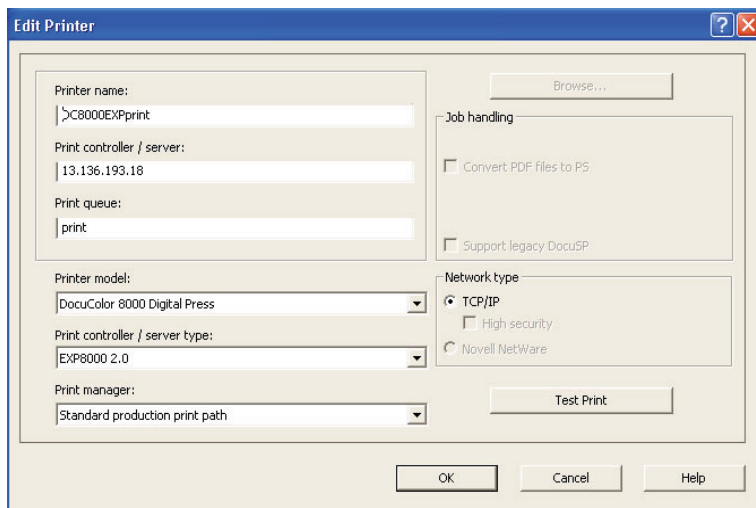 Edit Printer
Printer name:
DC8000EXPprint
Print controller / server:
13.136.193.18
Print queue:
print
Printer model:
DocuColor 8000 Digital Press
Print controller / server type:
EXP8000 2.0
Print manager:
Standard production print path
Browse...
Job handling
Convert PDF files to PS
Support legacy DocuSP
Network type
TCP/IP
High security
Novell NetWare
Test Print
OK
Cancel
Help